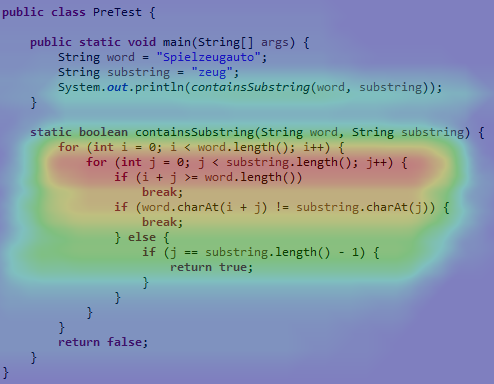 public class PreTest {
public static void main(String[] args) {
String word = "Spielzeugauto";
String substring = "zeug";
System.out.println(containsSubstring(word, substring));
}
static boolean containsSubstring(String word, String substring) {
for (int i = 0; i < word.length(); i++) {
for (int j = 0; j < substring.length(); j++) {
if (i + j >= word.length())
break;
if (word.charAt(i + j) != substring.charAt(j)) {
break;
} else {
if (j == substring.length() - 1) {
return true;
}
}
}
}
return false;
}
}